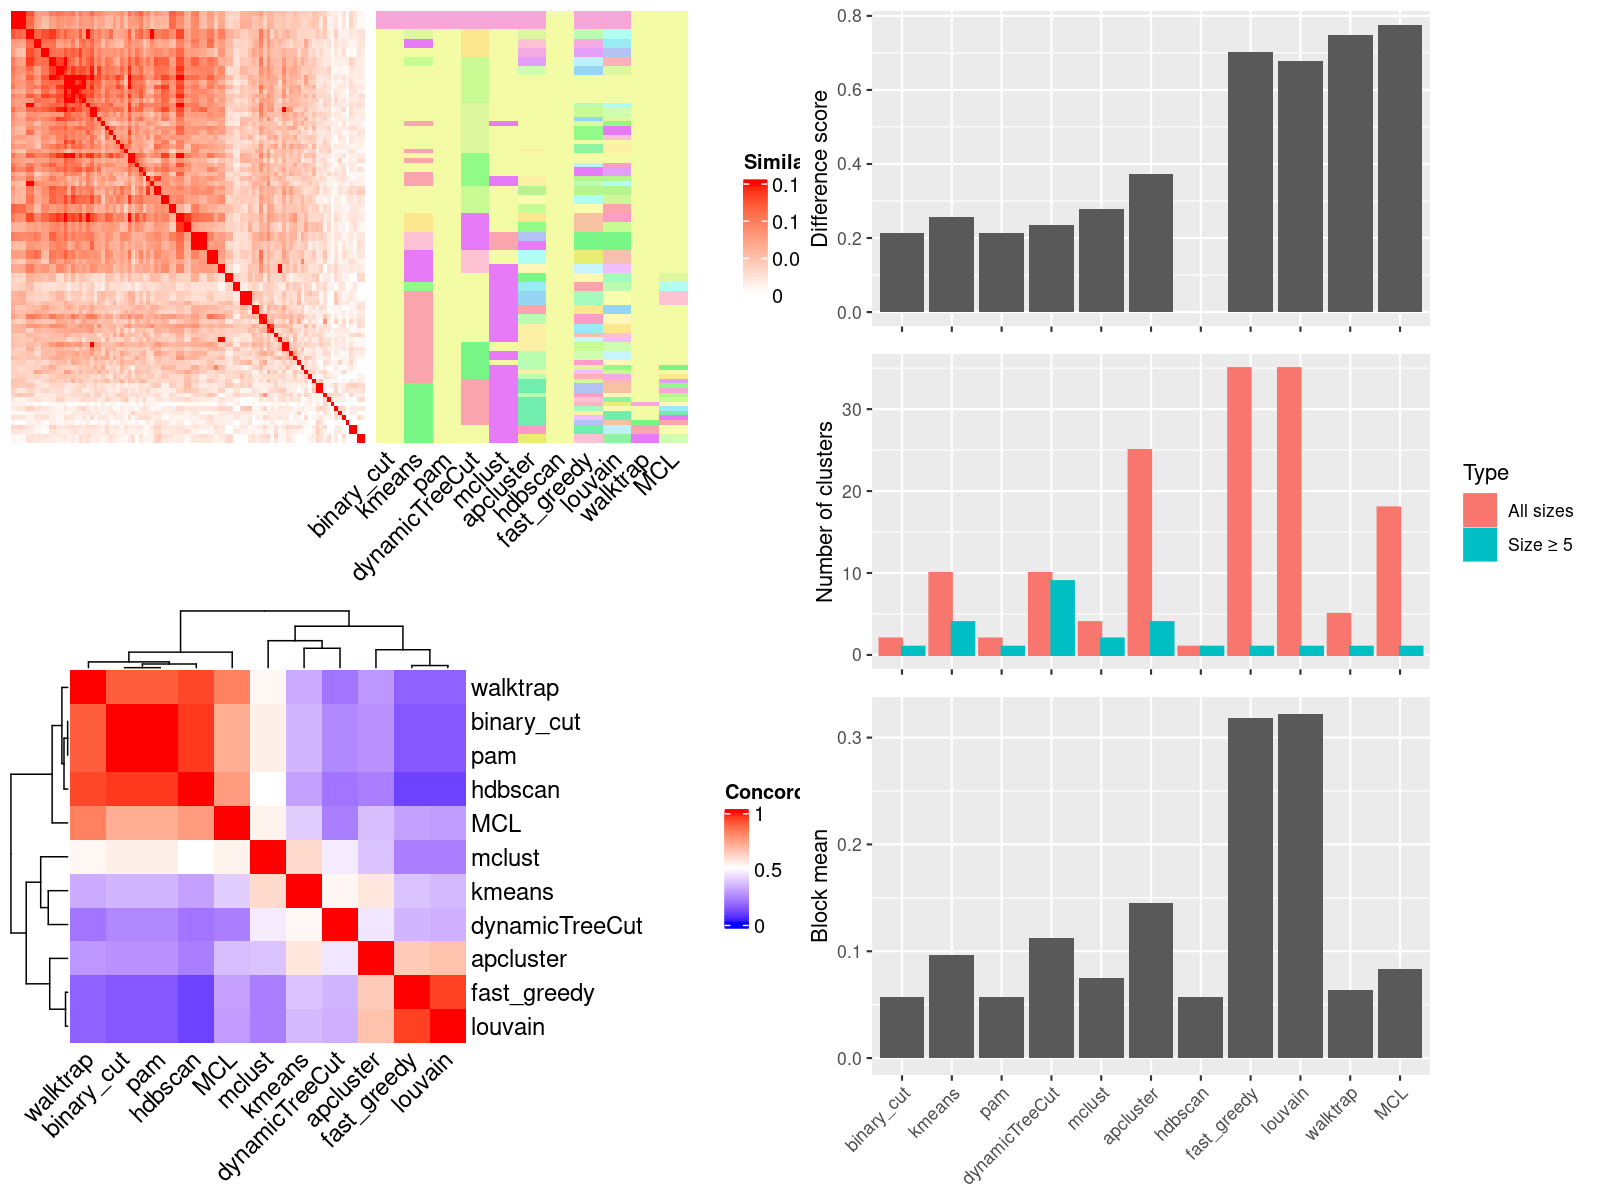 Simila
0.1
0.1
0.0
0
binary_cut
kmeans
pam
dynamicTreeCut
mclust
apcluster
hdbscan
fast_greedy
louvain
walktrap
MCL
walktrap
binary_cut
pam
hdbscan
MCL
mclust
kmeans
dynamicTreeCut
apcluster
fast_greedy
louvain
Concord
1
0.5
0
walktrap
binary_cut
pam
hdbscan
MCL
mclust
kmeans
dynamicTreeCut
apcluster
fast_greedy
louvain
Difference score
0.8
0.6
0.4
0.2
0.0
Number of clusters
30
20
10
0
Type
All sizes
Size ≥ 5
Block mean
0.3
0.2
0.1
0.0
binary_cut
kmeans
pam
dynamicTreeCut
mclust
apcluster
hdbscan
fast_greedy
louvain
walktrap
MCL